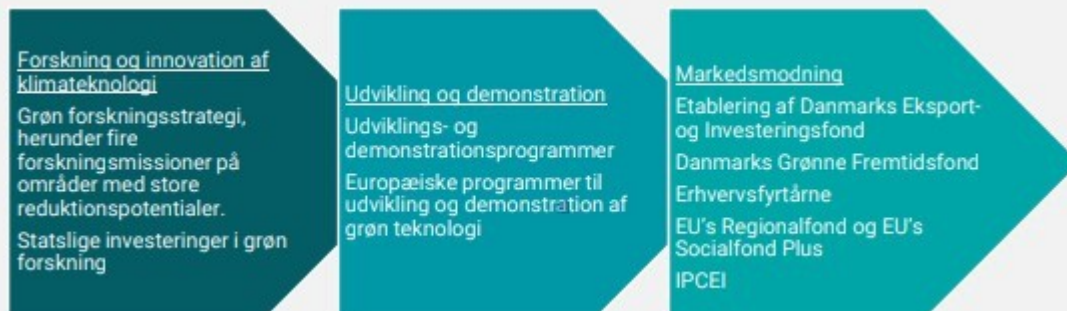 Forskning og innovation af
klimateknologi
Grøn forskningsstrategi,
herunder fire
forskningsmissioner på
områder med store
reduktionspotentialer.
Statslige investeringer i grøn
forskning
Udvikling og demonstration
Udviklings- og
demonstrationsprogrammer
Europæiske programmer til
udvikling og demonstration af
grøn teknologi
Markedsmodning
Etablering af Danmarks Eksport-
og Investeringsfond
Danmarks Grønne Fremtidsfond
Erhvervsfyrtårne
EU's Regionalfond og EU's
Socialfond Plus
IPCEI